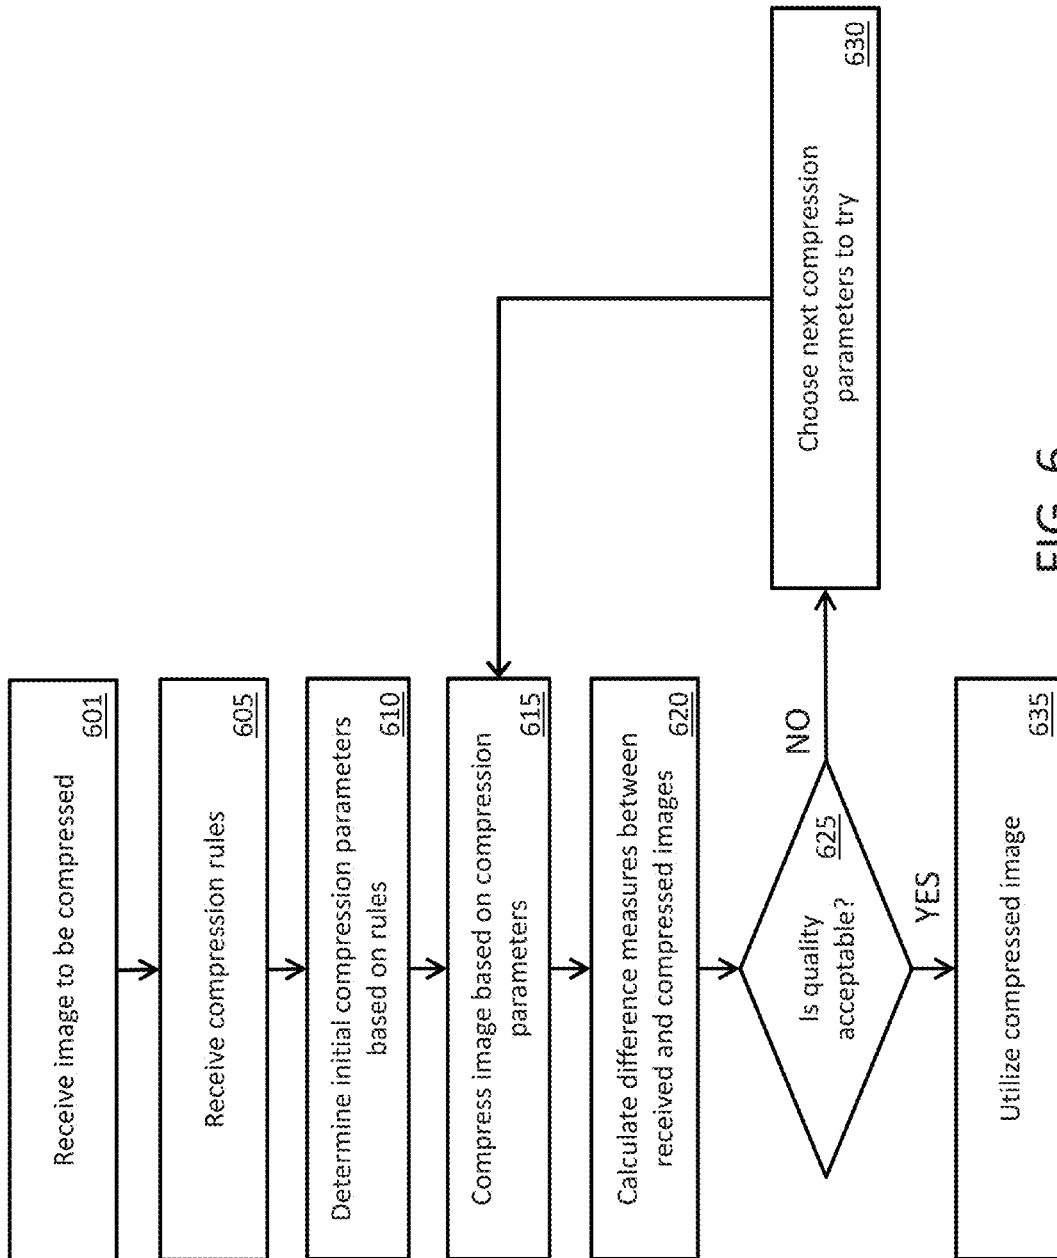 Receive image to be compressed
601
Receive compression rules
605
Determine initial compression parameters
based on rules
610
Compress image based on compression
parameters
615
Calculate difference measures between
received and compressed images
620
Is quality
acceptable?
625
NO
YES
Choose next compression
parameters to try
630
Utilize compressed image
635
FIG. 6